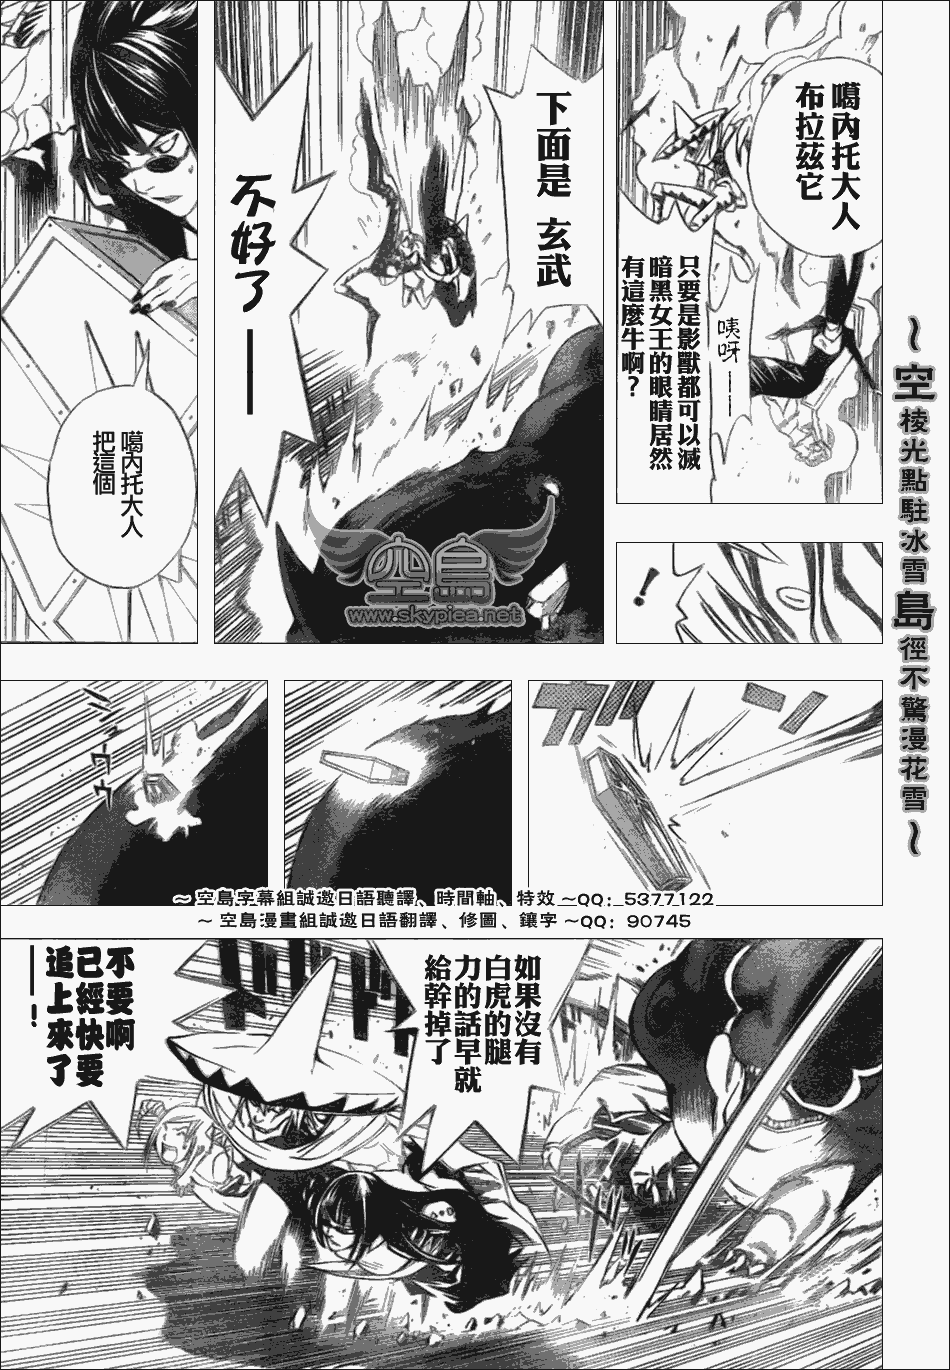 噶內托大人
布拉茲它
咦呀——
只要是影獸都可以滅
暗黑女王的眼睛居然
有這麼牛啊？
下面是 玄武
不好了——
!
噶內托大人
把這個
空島
www.skypiea.net
ガガ
シュウウ
～空島字幕組誠邀日語聽譯、時間軸、特效～QQ：5377122
～空島漫畫組誠邀日語翻譯、修圖、鑲字～QQ：90745
如果沒有
白虎的腿
力的話早就
給幹掉了
不要啊
已經快要
追上來了
——！
～空棱光點駐冰雪島徑不驚漫花雪～